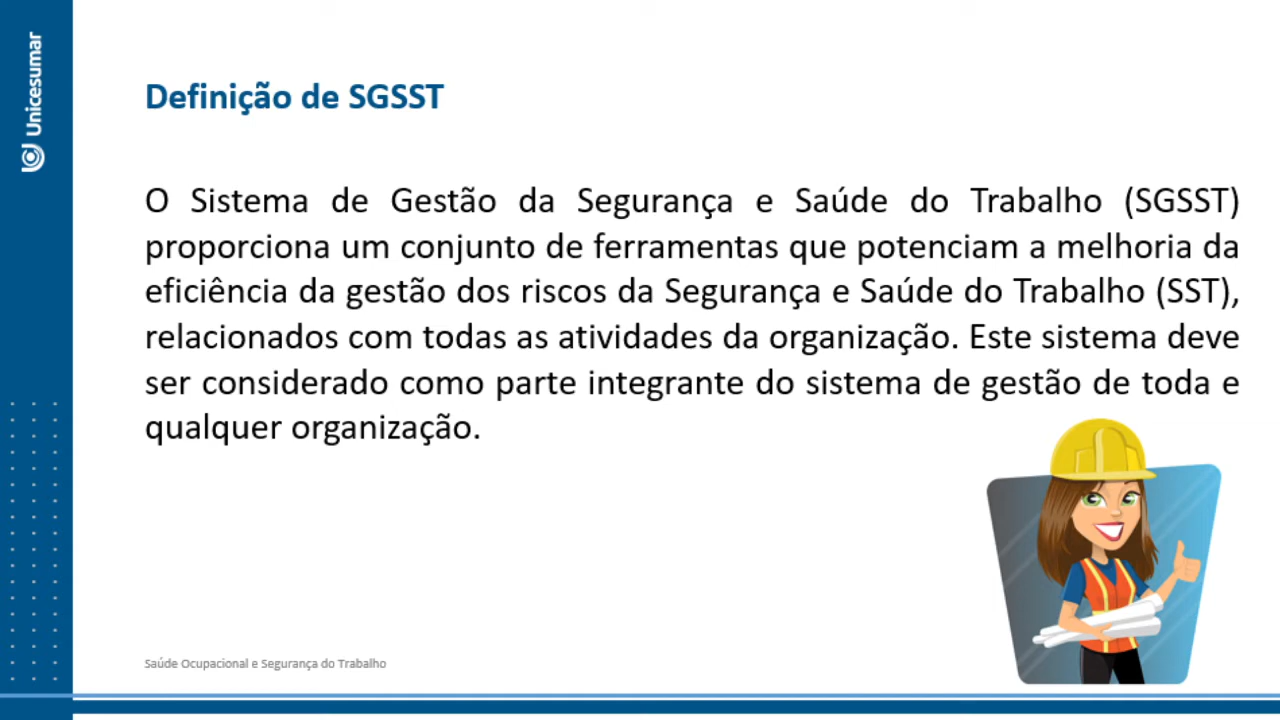 Unicesumar
Definição de SGSST
O Sistema de Gestão da Segurança e Saúde do Trabalho (SGSST)
proporciona um conjunto de ferramentas que potenciam a melhoria da
eficiência da gestão dos riscos da Segurança e Saúde do Trabalho (SST),
relacionados com todas as atividades da organização. Este sistema deve
ser considerado como parte integrante do sistema de gestão de toda e
qualquer organização.
Saúde Ocupacional e Segurança do Trabalho